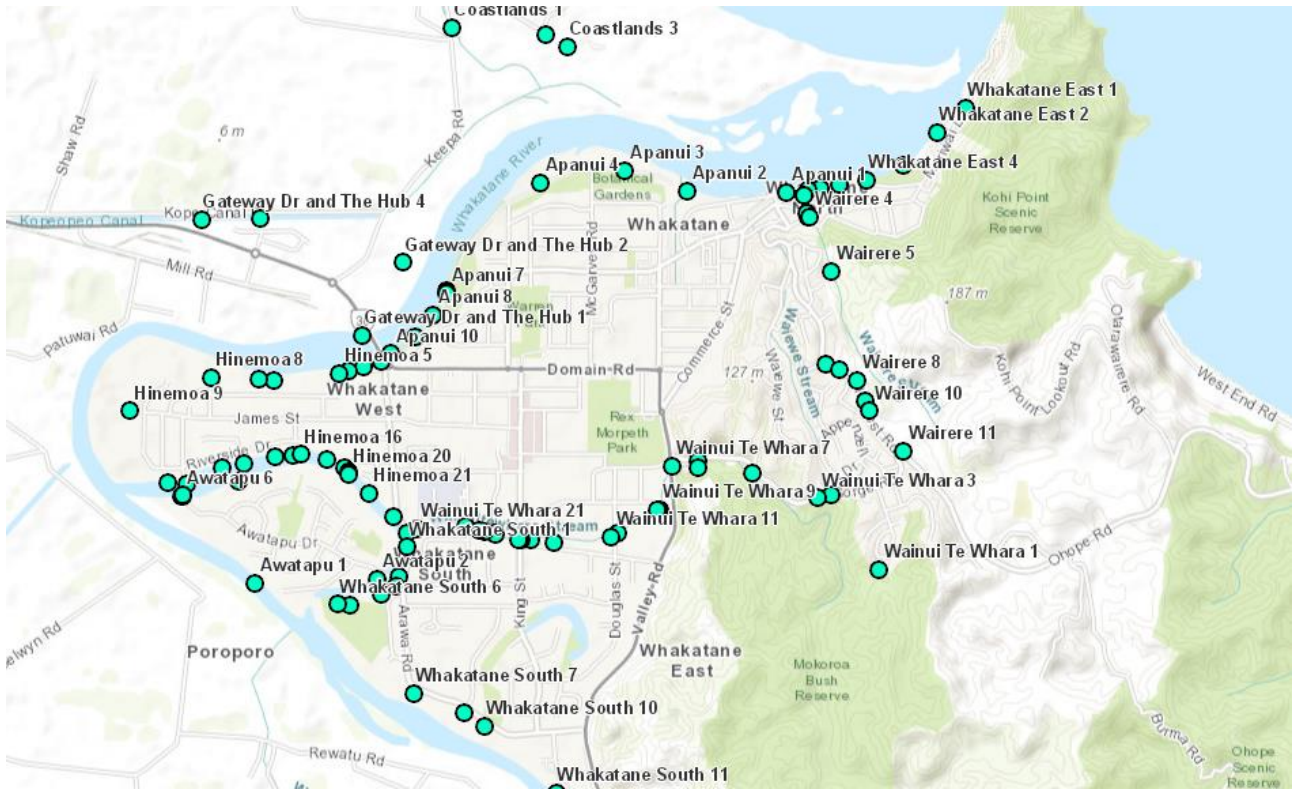 Coastlands 1
Coastlands 3
Whakatane East 1
Whakatane East 2
6 m
Shaw Rd
Keepa Rd
Whakatane River
Apanui 3
Apanui 4
Botanical
Gardens
Apanui 2
Apanui 1
Whakatane East 4
Kohi Point
Scenic
Reserve
Gateway Dr and The Hub 4
Kopeopeo Canal
Wairere 4
Whakatane
McGarvey Rd
Mill Rd
Gateway Dr and The Hub 2
Wairere 5
Apanui 7
187 m
Apanui 8
Warren
Patuwai Rd
Gateway Dr and The Hub 1
Apanui 10
Commerce St
Wayewe Stream
Otarawairere Rd
Hinemoa 8
Hinemoa 5
Domain-Rd
127 m
Wairere 8
Kohi Point
Lookout Rd
West End Rd
Hinemoa 9
Whakatane
West
Wairere 10
James St
Rex
Morpeth
Park
Riverside Dr
Hinemoa 16
Wainui Te Whara 7
Wairere 11
Hinemoa 20
Hinemoa 21
Awatapu 6
Wainui Te Whara 9
Wainui Te Whara 3
Wainui Te Whara 21
Stream
Wainui Te Whara 11
Ohope Rd
Awatapu Dr
Whakatane South 1
Whakatane
South
Wainui Te Whara 1
Awatapu 1
Awatapu 2
Whakatane South 6
King St
Douglas St
Valley-Rd
Arawa Rd
Poroporo
Whakatane
East
Mokoroa
Bush
Reserve
Whakatane South 7
Whakatane South 10
Burma Rd
Rewatu Rd
Ohope
Scenic
Reserve
Whakatane South 11